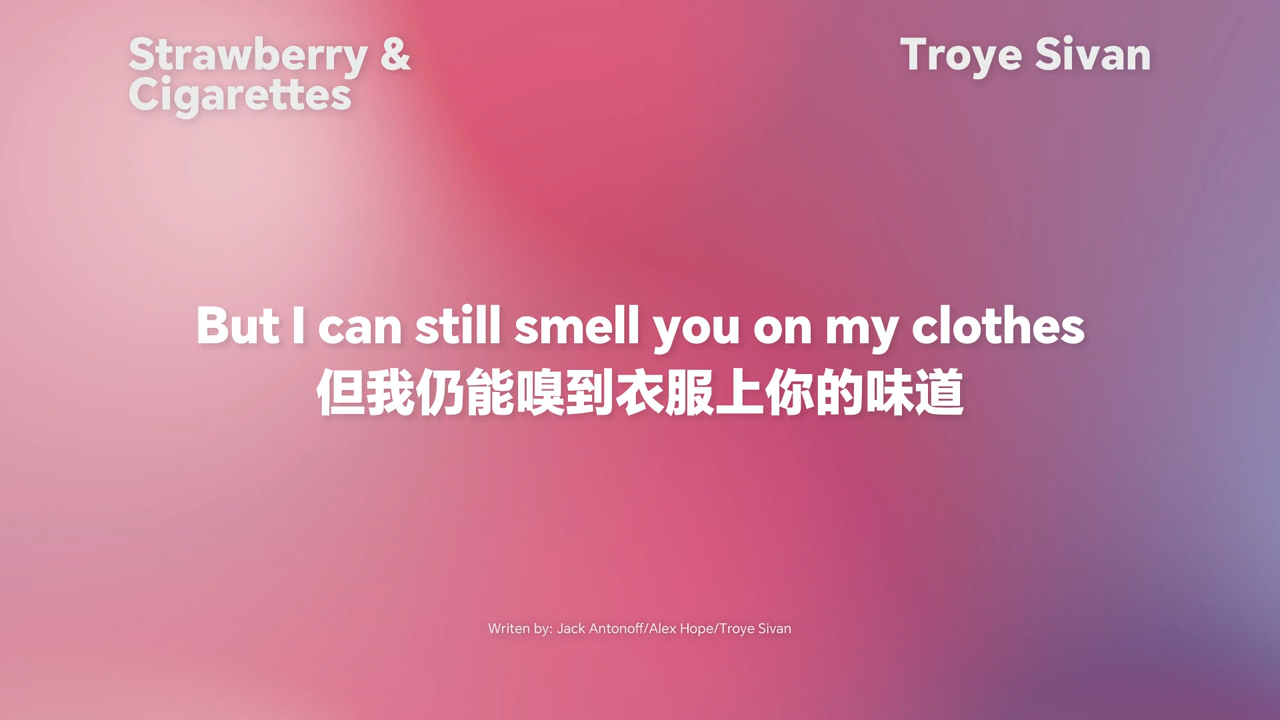 Strawberry &
Cigarettes
Troye Sivan
But I can still smell you on my clothes
但我仍能嗅到衣服上你的味道
Writen by: Jack Antonoff/Alex Hope/Troye Sivan